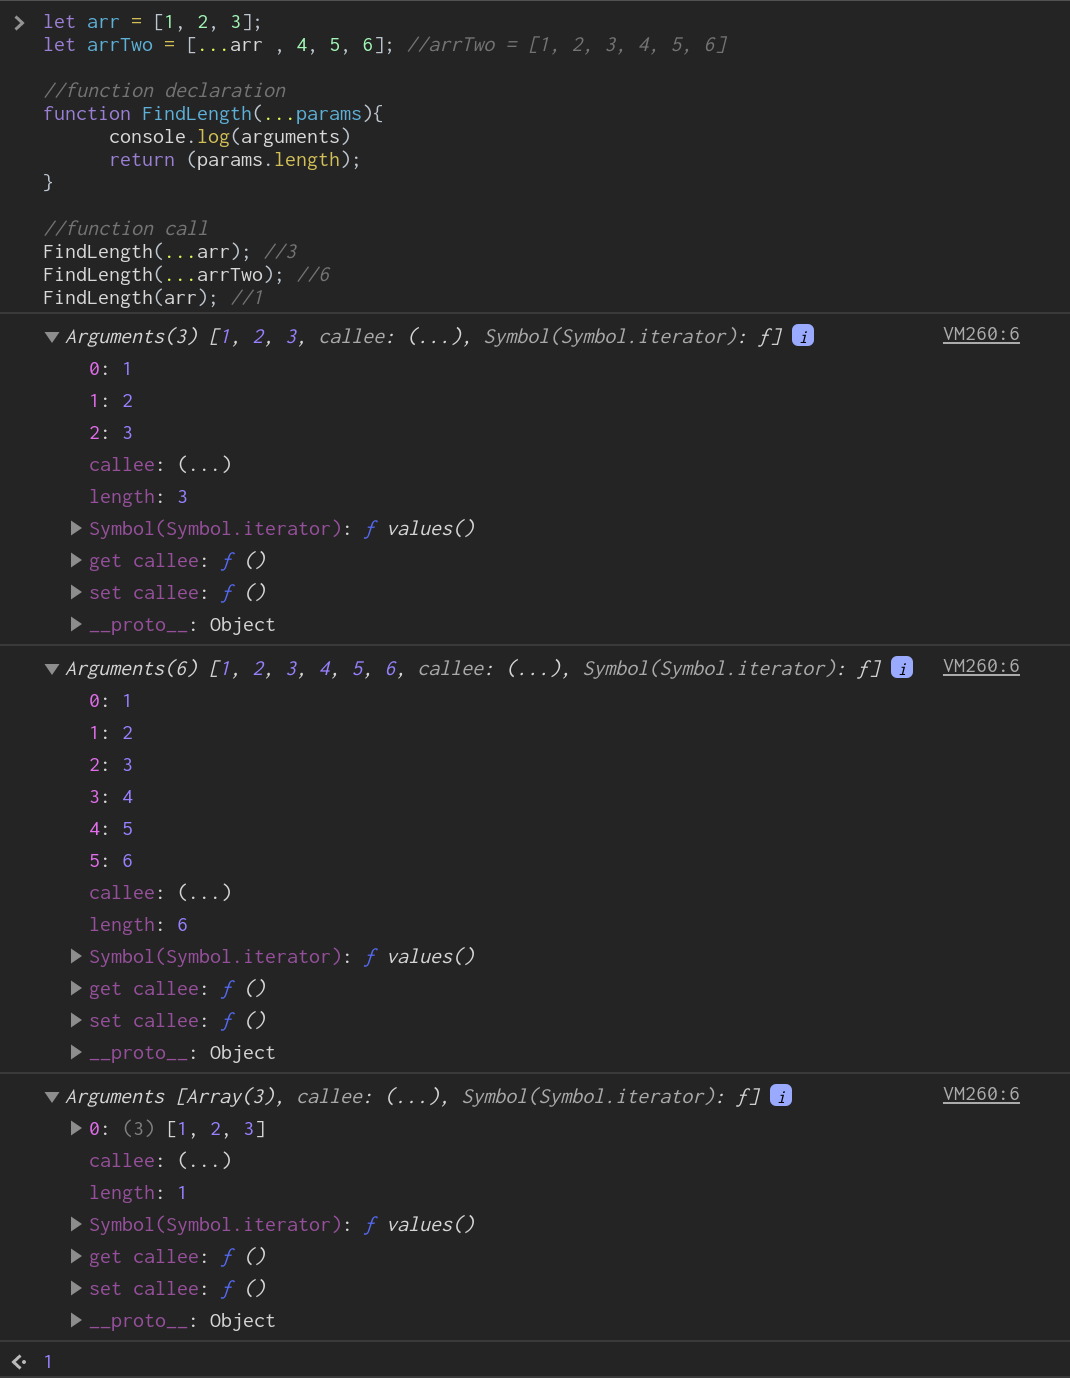 let arr = [1, 2, 3];
let arrTwo = [...arr , 4, 5, 6]; //arrTwo = [1, 2, 3, 4, 5, 6]
//function declaration
function FindLength(...params){
console.log(arguments)
return (params.length);
}
//function call
FindLength(...arr); //3
FindLength(...arrTwo); //6
FindLength(arr); //1
Arguments(3) [1, 2, 3, callee: (...), Symbol(Symbol.iterator): ƒ] i VM260:6
0: 1
1: 2
2: 3
callee: (...)
length: 3
Symbol(Symbol.iterator): ƒ values()
get callee: ƒ ()
set callee: ƒ ()
__proto__: Object
Arguments(6) [1, 2, 3, 4, 5, 6, callee: (...), Symbol(Symbol.iterator): ƒ] i VM260:6
0: 1
1: 2
2: 3
3: 4
4: 5
5: 6
callee: (...)
length: 6
Symbol(Symbol.iterator): ƒ values()
get callee: ƒ ()
set callee: ƒ ()
__proto__: Object
Arguments [Array(3), callee: (...), Symbol(Symbol.iterator): ƒ] i VM260:6
0: (3) [1, 2, 3]
callee: (...)
length: 1
Symbol(Symbol.iterator): ƒ values()
get callee: ƒ ()
set callee: ƒ ()
__proto__: Object
1